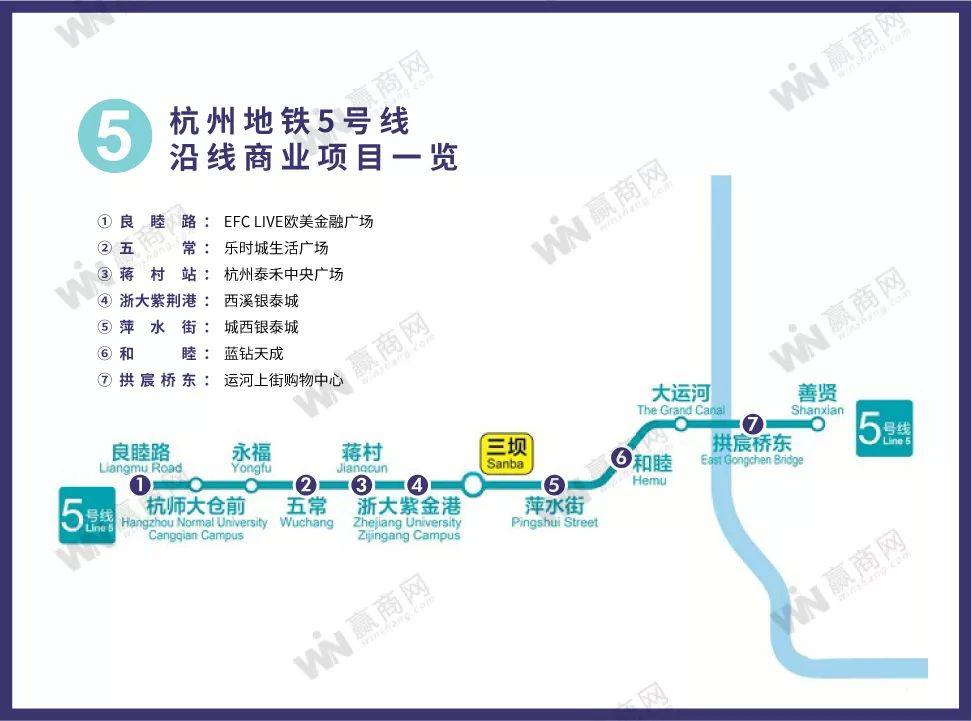 5
杭州地铁5号线
沿线商业项目一览
① 良睦路：EFC LIVE欧美金融广场
② 五常：乐时城生活广场
③ 蒋村站：杭州泰禾中央广场
④ 浙大紫荆港：西溪银泰城
⑤ 萍水街：城西银泰城
⑥ 和睦：蓝钻天成
⑦ 拱宸桥东：运河上街购物中心
大运河
The Grand Canal
善贤
Shanxian
7
5号线
Line 5
拱宸桥东
East Gongchen Bridge
良睦路
Liangmu Road
永福
Yongfu
蒋村
Jiangcun
三坝
Sanba
6
和睦
Hemu
1
2
3
4
5
5号线
Line 5
杭师大仓前
Hangzhou Normal University
Cangqian Campus
五常
Wuchang
浙大紫金港
Zhejiang University
Zijingang Campus
萍水街
Pingshui Street
WIN 赢商网
winshang.com